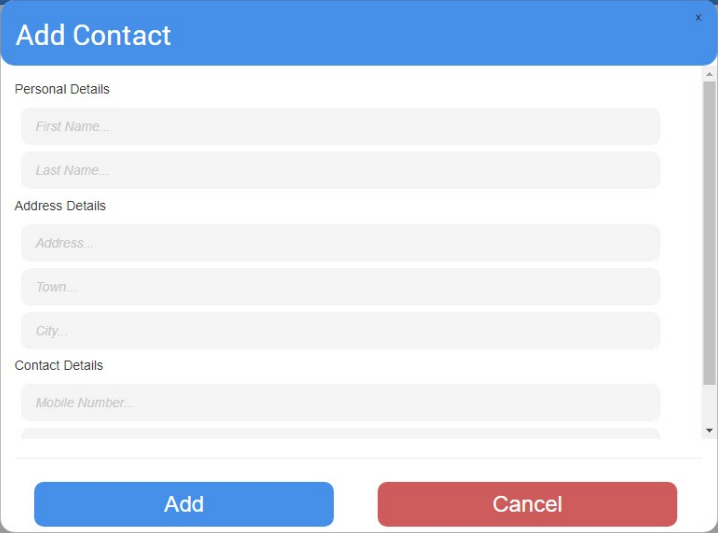 Add Contact
x
Personal Details
First Name...
Last Name...
Address Details
Address...
Town...
City...
Contact Details
Mobile Number...
Add
Cancel